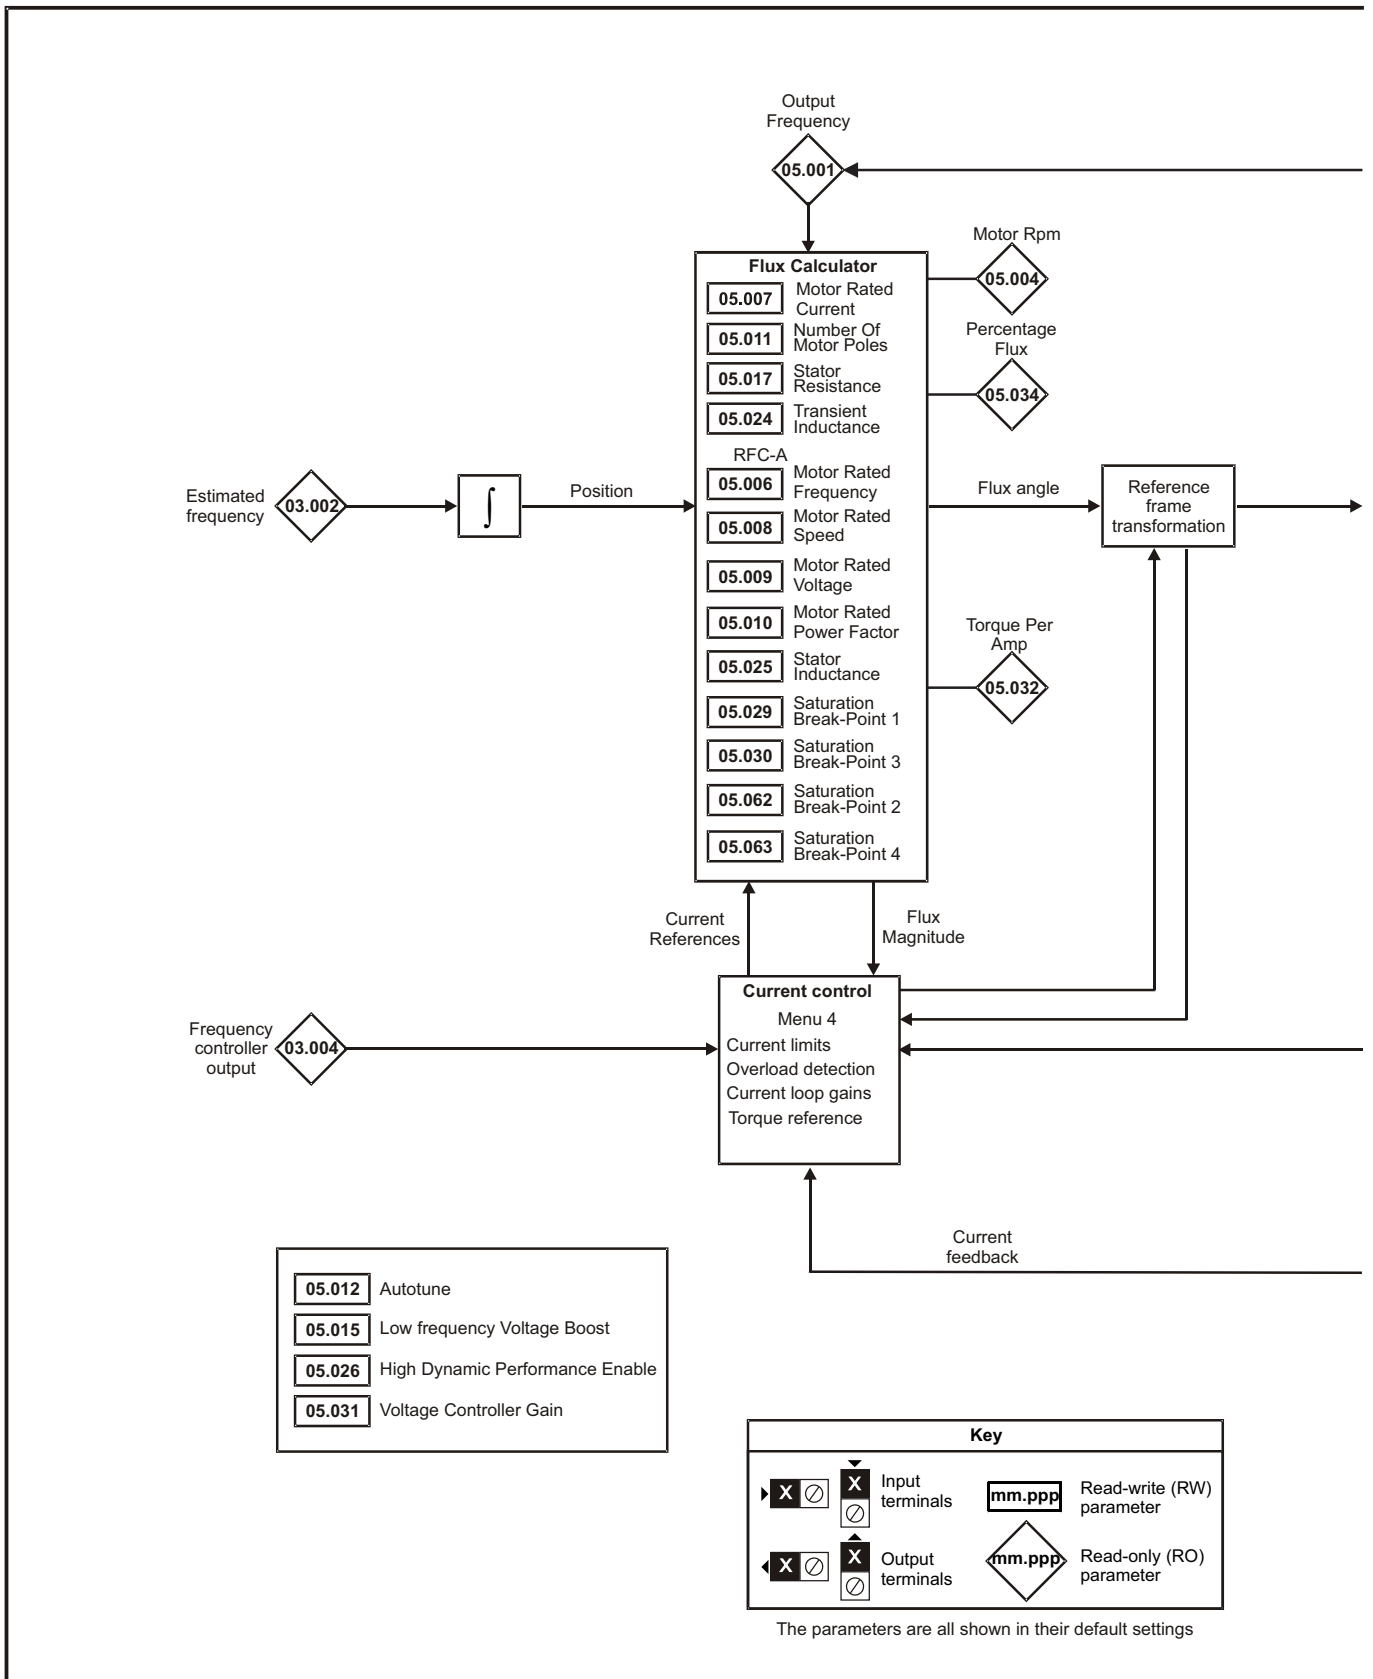 Output
Frequency
05.001
Motor Rpm
05.004
Flux Calculator
05.007 Motor Rated
Current
05.011 Number Of
Motor Poles
05.017 Stator
Resistance
05.024 Transient
Inductance
RFC-A
05.006 Motor Rated
Frequency
05.008 Motor Rated
Speed
05.009 Motor Rated
Voltage
05.010 Motor Rated
Power Factor
05.025 Stator
Inductance
05.029 Saturation
Break-Point 1
05.030 Saturation
Break-Point 3
05.062 Saturation
Break-Point 2
05.063 Saturation
Break-Point 4
Percentage
Flux
05.034
Estimated
frequency
03.002
∫
Position
Flux angle
Reference
frame
transformation
Torque Per
Amp
05.032
Current
References
Flux
Magnitude
Frequency
controller
output
03.004
Current control
Menu 4
Current limits
Overload detection
Current loop gains
Torque reference
Current
feedback
05.012 Autotune
05.015 Low frequency Voltage Boost
05.026 High Dynamic Performance Enable
05.031 Voltage Controller Gain
Key
X X Input
terminals
mm.ppp Read-write (RW)
parameter
X X Output
terminals
mm.ppp Read-only (RO)
parameter
The parameters are all shown in their default settings